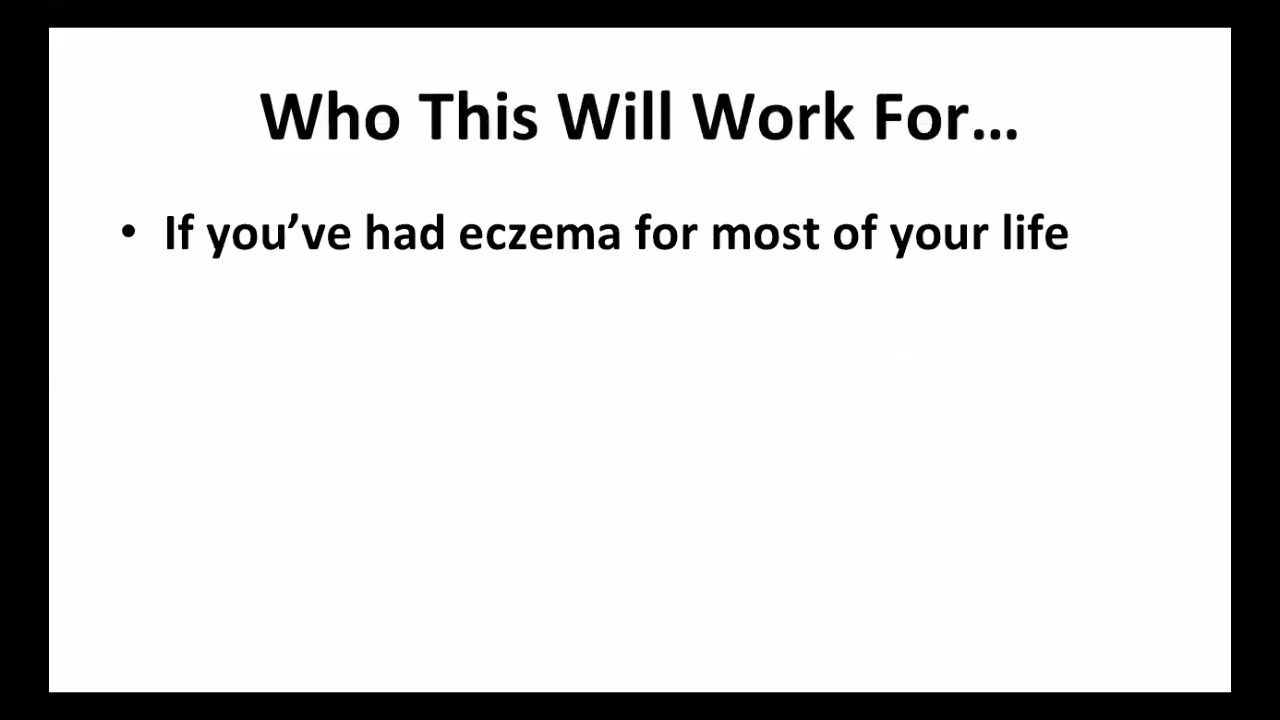 Who This Will Work For…
• If you’ve had eczema for most of your life